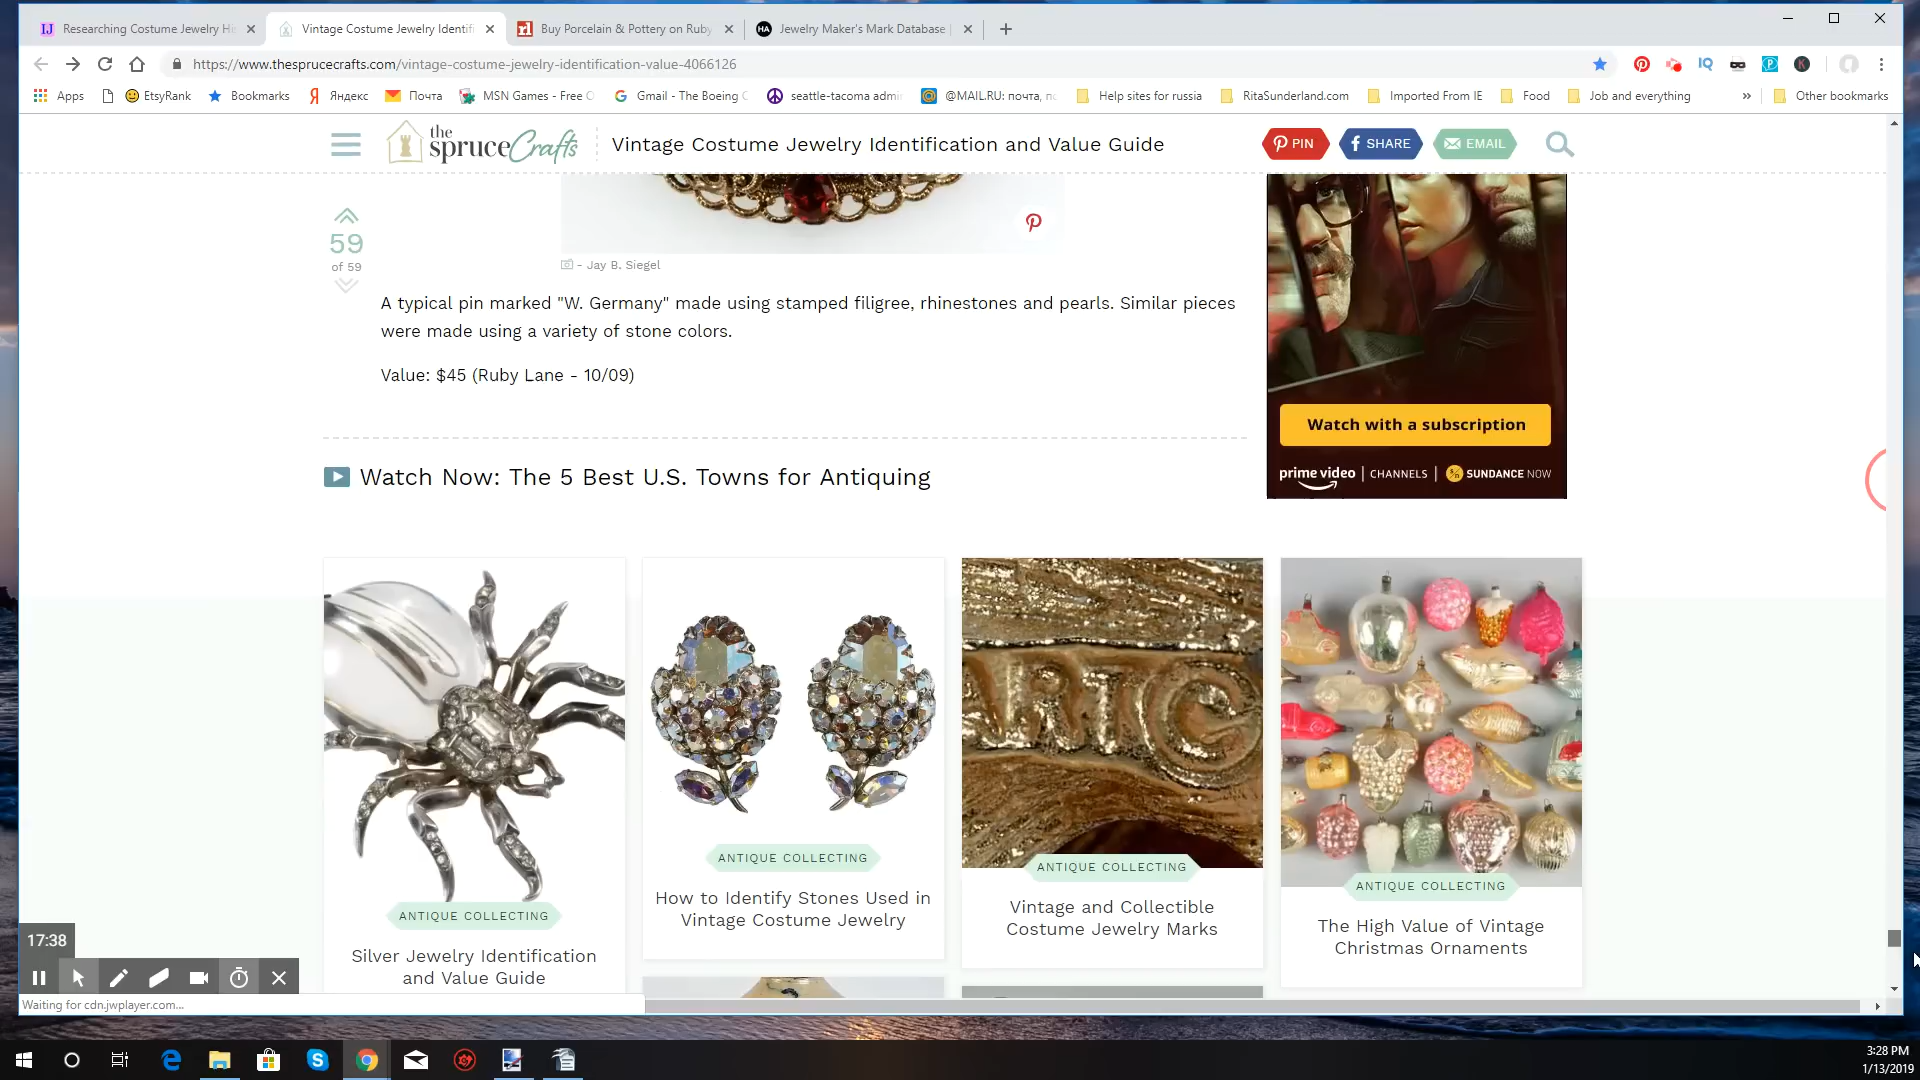 Researching Costume Jewelry Hi
Vintage Costume Jewelry Identifi
Buy Porcelain & Pottery on Ruby
Jewelry Maker's Mark Database |
https://www.thesprucecrafts.com/vintage-costume-jewelry-identification-value-4066126
Apps
EtsyRank
Bookmarks
Яндекс
Почта
MSN Games - Free O
Gmail - The Boeing C
seattle-tacoma admi
@MAIL.RU: почта, по
Help sites for russia
RitaSunderland.com
Imported From IE
Food
Job and everything
»
Other bookmarks
the spruceCrafts
Vintage Costume Jewelry Identification and Value Guide
PIN
SHARE
EMAIL
59
of 59
- Jay B. Siegel
A typical pin marked "W. Germany" made using stamped filigree, rhinestones and pearls. Similar pieces
were made using a variety of stone colors.
Value: $45 (Ruby Lane - 10/09)
Watch with a subscription
prime video | CHANNELS | SUNDANCE NOW
Watch Now: The 5 Best U.S. Towns for Antiquing
ARTC
ANTIQUE COLLECTING
Silver Jewelry Identification
and Value Guide
ANTIQUE COLLECTING
How to Identify Stones Used in
Vintage Costume Jewelry
ANTIQUE COLLECTING
Vintage and Collectible
Costume Jewelry Marks
ANTIQUE COLLECTING
The High Value of Vintage
Christmas Ornaments
17:38
Waiting for cdn.jwplayer.com...
3:28 PM
1/13/2019